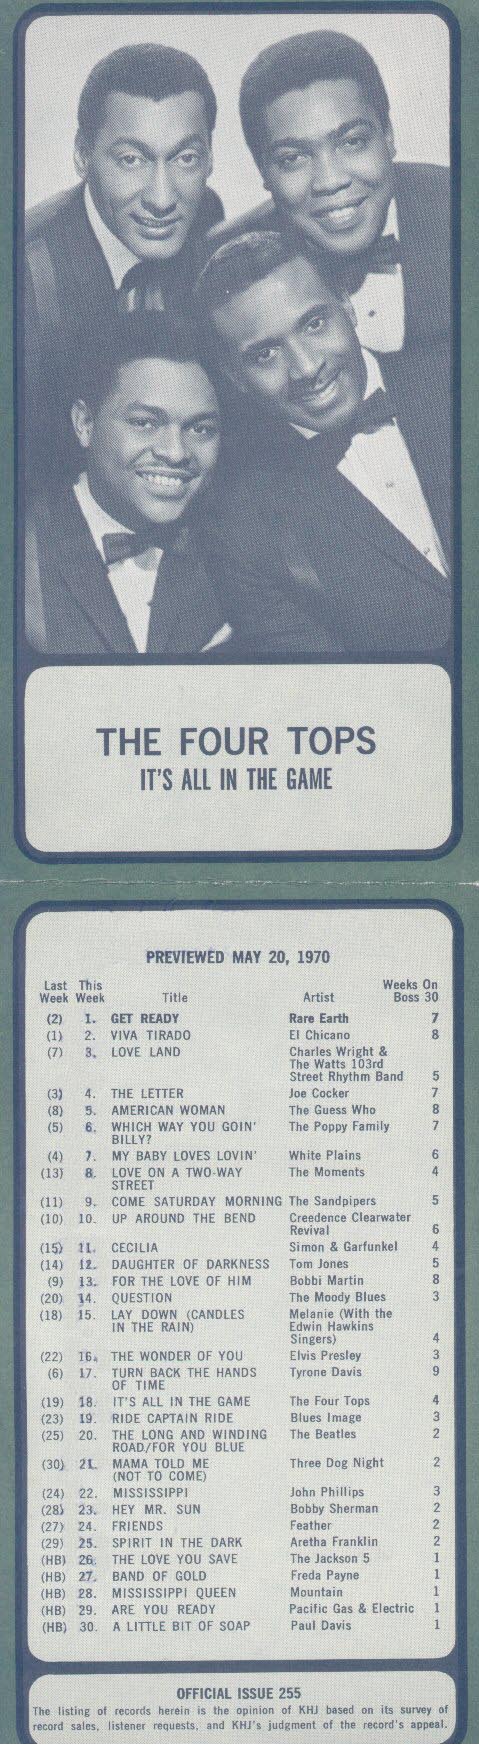 THE FOUR TOPS
IT'S ALL IN THE GAME
PREVIEWED MAY 20, 1970
Last Week This Week Title Artist Weeks On Boss 30
(2) 1. GET READY Rare Earth 7
(1) 2. VIVA TIRADO El Chicano 8
(7) 3. LOVE LAND Charles Wright &
The Watts 103rd
Street Rhythm Band 5
(3) 4. THE LETTER Joe Cocker 7
(8) 5. AMERICAN WOMAN The Guess Who 8
(5) 6. WHICH WAY YOU GOIN' The Poppy Family 7
BILLY?
(4) 7. MY BABY LOVES LOVIN' White Plains 6
(13) 8. LOVE ON A TWO-WAY The Moments 4
STREET
(11) 9. COME SATURDAY MORNING The Sandpipers 5
(10) 10. UP AROUND THE BEND Creedence Clearwater
Revival 6
(15) 11. CECILIA Simon & Garfunkel 4
(14) 12. DAUGHTER OF DARKNESS Tom Jones 5
(9) 13. FOR THE LOVE OF HIM Bobbi Martin 8
(20) 14. QUESTION The Moody Blues 3
(18) 15. LAY DOWN (CANDLES Melanie (With the
IN THE RAIN) Edwin Hawkins
Singers) 4
(22) 16. THE WONDER OF YOU Elvis Presley 3
(6) 17. TURN BACK THE HANDS Tyrone Davis 9
OF TIME
(19) 18. IT'S ALL IN THE GAME The Four Tops 4
(23) 19. RIDE CAPTAIN RIDE Blues Image 3
(25) 20. THE LONG AND WINDING The Beatles 2
ROAD/FOR YOU BLUE
(30) 21. MAMA TOLD ME Three Dog Night 2
(NOT TO COME)
(24) 22. MISSISSIPPI John Phillips 3
(28) 23. HEY MR. SUN Bobby Sherman 2
(27) 24. FRIENDS Feather 2
(29) 25. SPIRIT IN THE DARK Aretha Franklin 2
(HB) 26. THE LOVE YOU SAVE The Jackson 5 1
(HB) 27. BAND OF GOLD Freda Payne 1
(HB) 28. MISSISSIPPI QUEEN Mountain 1
(HB) 29. ARE YOU READY Pacific Gas & Electric 1
(HB) 30. A LITTLE BIT OF SOAP Paul Davis 1
OFFICIAL ISSUE 255
The listing of records herein is the opinion of KHJ based on its survey of
record sales, listener requests, and KHJ's judgment of the record's appeal.